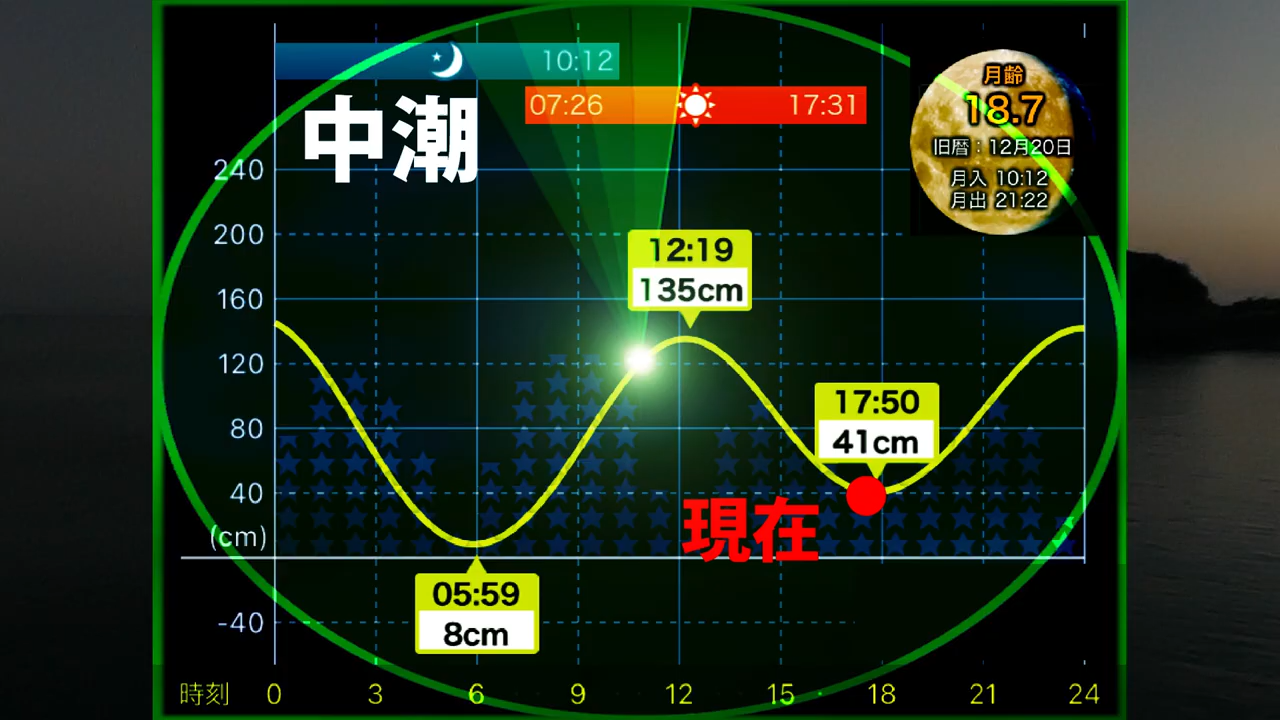 10:12
07:26 17:31
中潮
月齢
18.7
旧暦：12月20日
月入 10:12
月出 21:22
240
200
160
120
80
40
(cm)
-40
12:19
135cm
17:50
41cm
現在
05:59
8cm
時刻 0 3 6 9 12 15 18 21 24